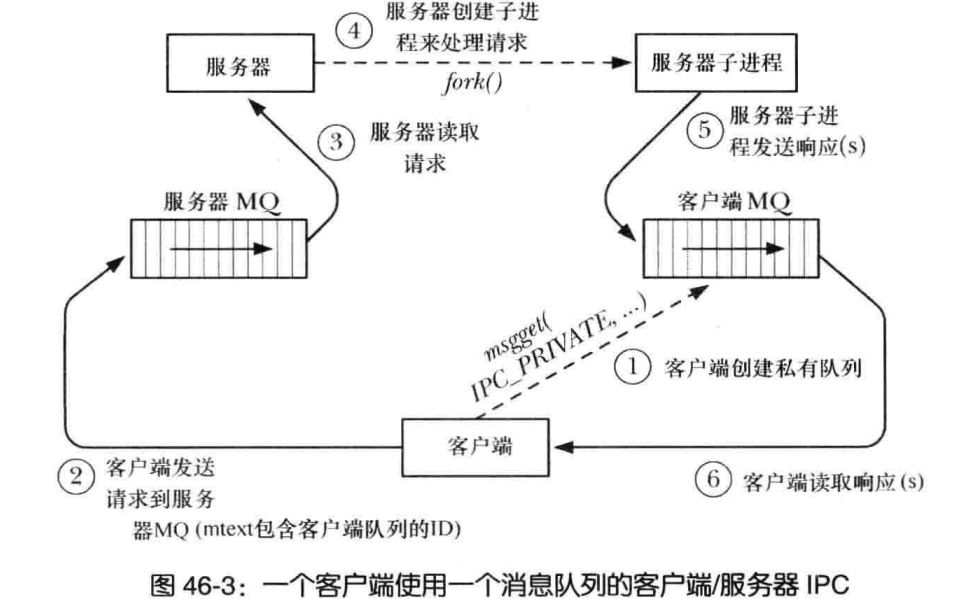 ④
服务器创建子进
程来处理请求
fork()
服务器
服务器子进程
③
服务器读取
请求
⑤
服务器子进
程发送响应(s)
服务器 MQ
客户端 MQ
msgget(
IPC_PRIVATE, ...)
①
客户端创建私有队列
客户端
②
客户端发送
请求到服务
器MQ (mtext包含客户端队列的ID)
⑥
客户端读取响应(s)
图 46-3：一个客户端使用一个消息队列的客户端/服务器 IPC